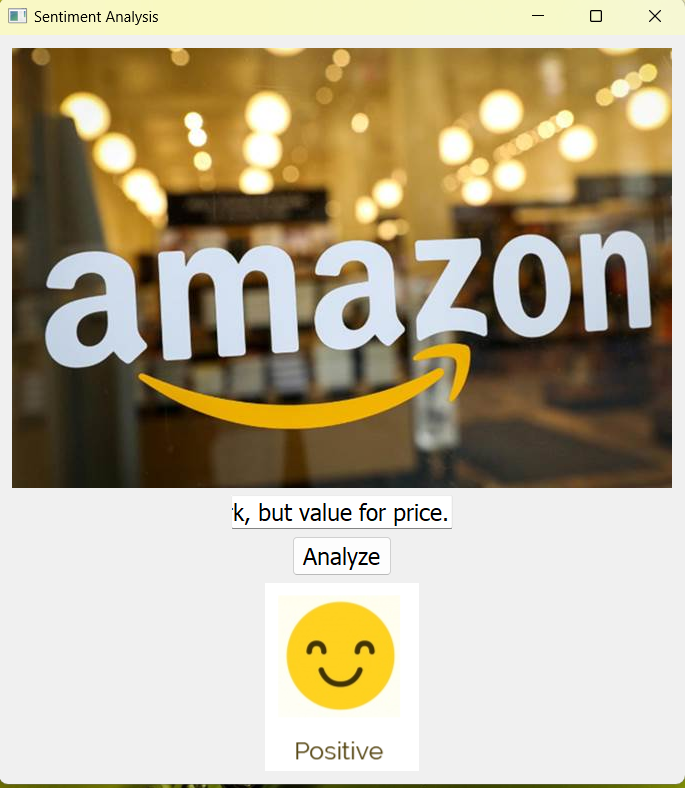 Sentiment Analysis
amazon
k, but value for price.
Analyze
Positive